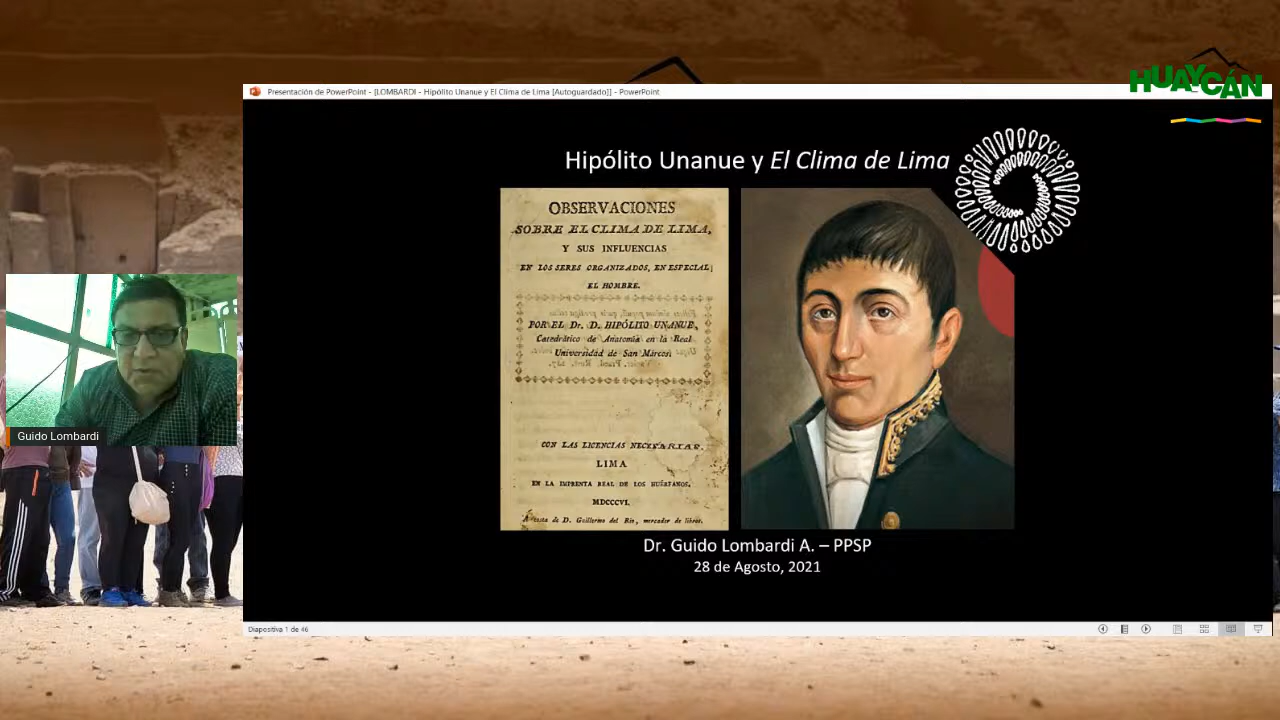 HUAYCÁN
Presentación de PowerPoint - [LOMBARDI - Hipólito Unanue y El Clima de Lima [Autoguardado]] - PowerPoint
Hipólito Unanue y El Clima de Lima
OBSERVACIONES
SOBRE EL CLIMA DE LIMA,
Y SUS INFLUENCIAS
EN LOS SERES ORGANIZADOS, EN ESPECIAL
EL HOMBRE.
POR EL Dr. D. HIPÓLITO UNANUE,
Catedrático de Anatomía en la Real
Universidad de San Márcos.
CON LAS LICENCIAS NECESARIAS.
LIMA
EN LA IMPRENTA REAL DE LOS HUÉRFANOS.
MDCCCVI.
A costa de D. Guillermo del Rio, mercader de libros.
Guido Lombardi
Dr. Guido Lombardi A. – PPSP
28 de Agosto, 2021
Diapositiva 1 de 46